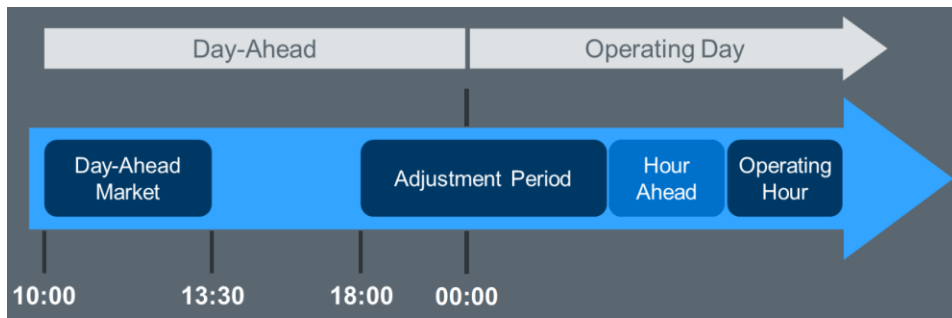 Day-Ahead
Operating Day
Day-Ahead
Market
Adjustment Period
Hour
Ahead
Operating
Hour
10:00
13:30
18:00
00:00